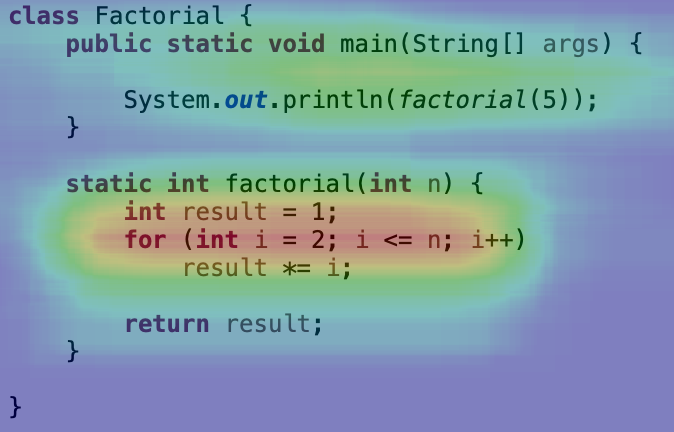 class Factorial {
    public static void main(String[] args) {

        System.out.println(factorial(5));
    }

    static int factorial(int n) {
        int result = 1;
        for (int i = 2; i <= n; i++)
            result *= i;

        return result;
    }

}